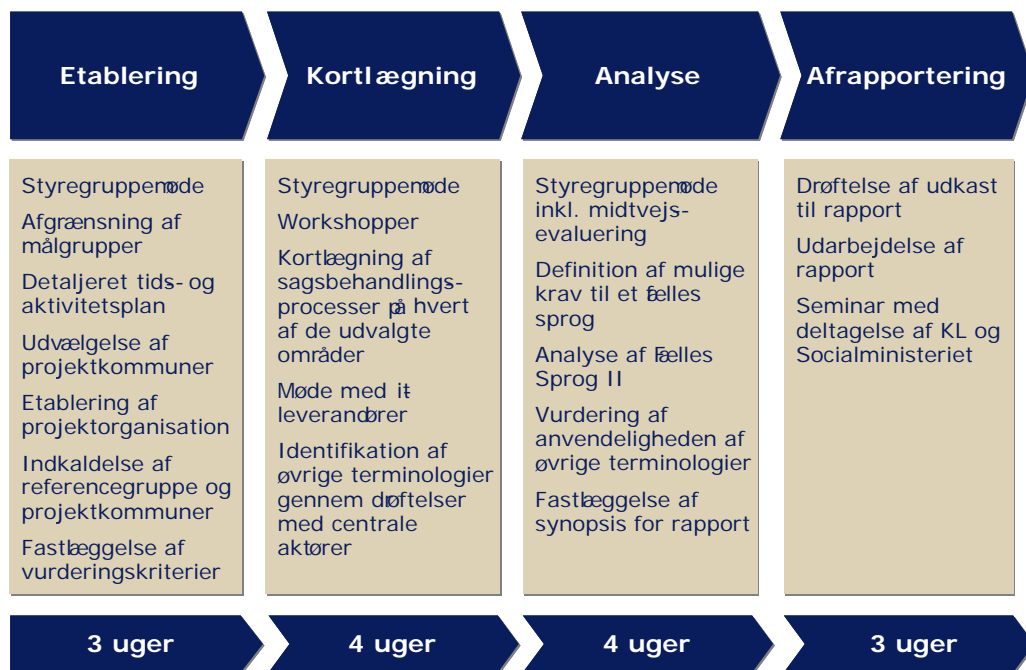 Etablering
Kortlægning
Analyse
Afrapportering
Styregruppemøde
Afgrænsning af
målgrupper
Detaljeret tids- og
aktivitetsplan
Udvælgelse af
projektkommuner
Etablering af
projektorganisation
Indkaldelse af
referencegruppe og
projektkommuner
Fastlæggelse af
vurderingskriterier
Styregruppemøde
Workshopper
Kortlægning af
sagsbehandlings-
processer på hvert
af de udvalgte
områder
Møde med it-
leverandører
Identifikation af
øvrige terminologier
gennem drøftelser
med centrale
aktører
Styregruppemøde
inkl. midtvejs-
evaluering
Definition af mulige
krav til et fælles
sprog
Analyse af Fælles
Sprog II
Vurdering af
anvendeligheden af
øvrige terminologier
Fastlæggelse af
synopsis for rapport
Drøftelse af udkast
til rapport
Udarbejdelse af
rapport
Seminar med
deltagelse af KL og
Socialministeriet
3 uger
4 uger
4 uger
3 uger